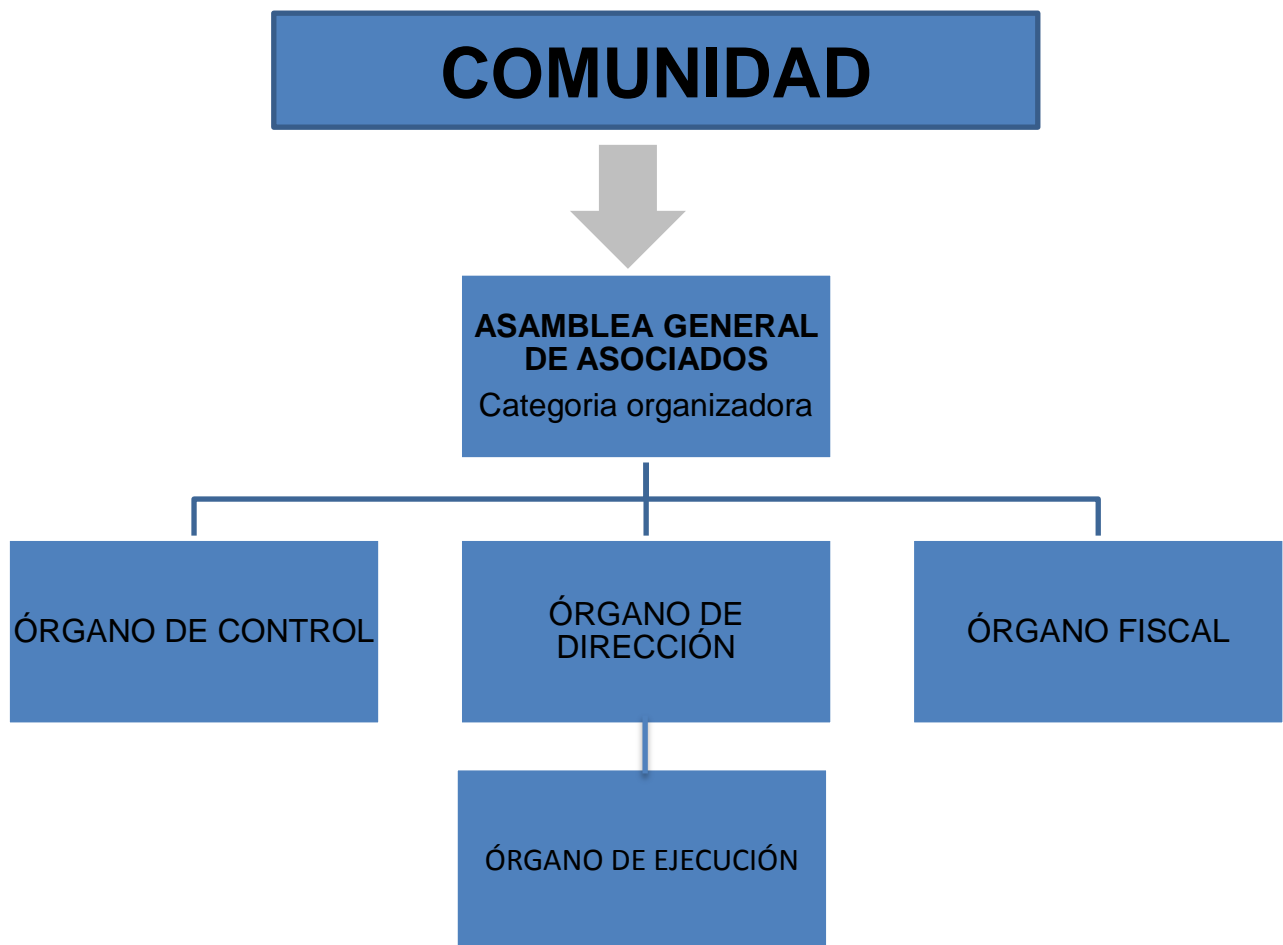 COMUNIDAD
ASAMBLEA GENERAL
DE ASOCIADOS
Categoria organizadora
ÓRGANO DE CONTROL
ÓRGANO DE
DIRECCIÓN
ÓRGANO FISCAL
ÓRGANO DE EJECUCIÓN